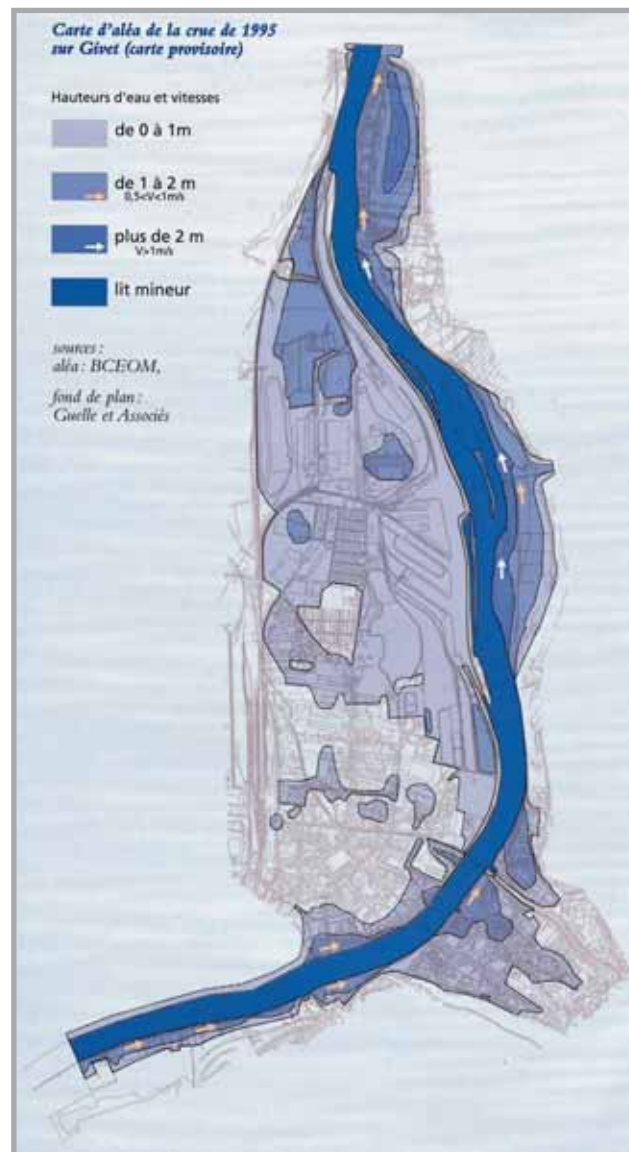 Carte d'aléa de la crue de 1995
sur Givet (carte provisoire)
Hauteurs d'eau et vitesses
de 0 à 1m
de 1 à 2 m
0,5<V<1m/s
plus de 2 m
V>1m/s
lit mineur
sources :
aléa : BCEOM,
fond de plan :
Guelle et Associés